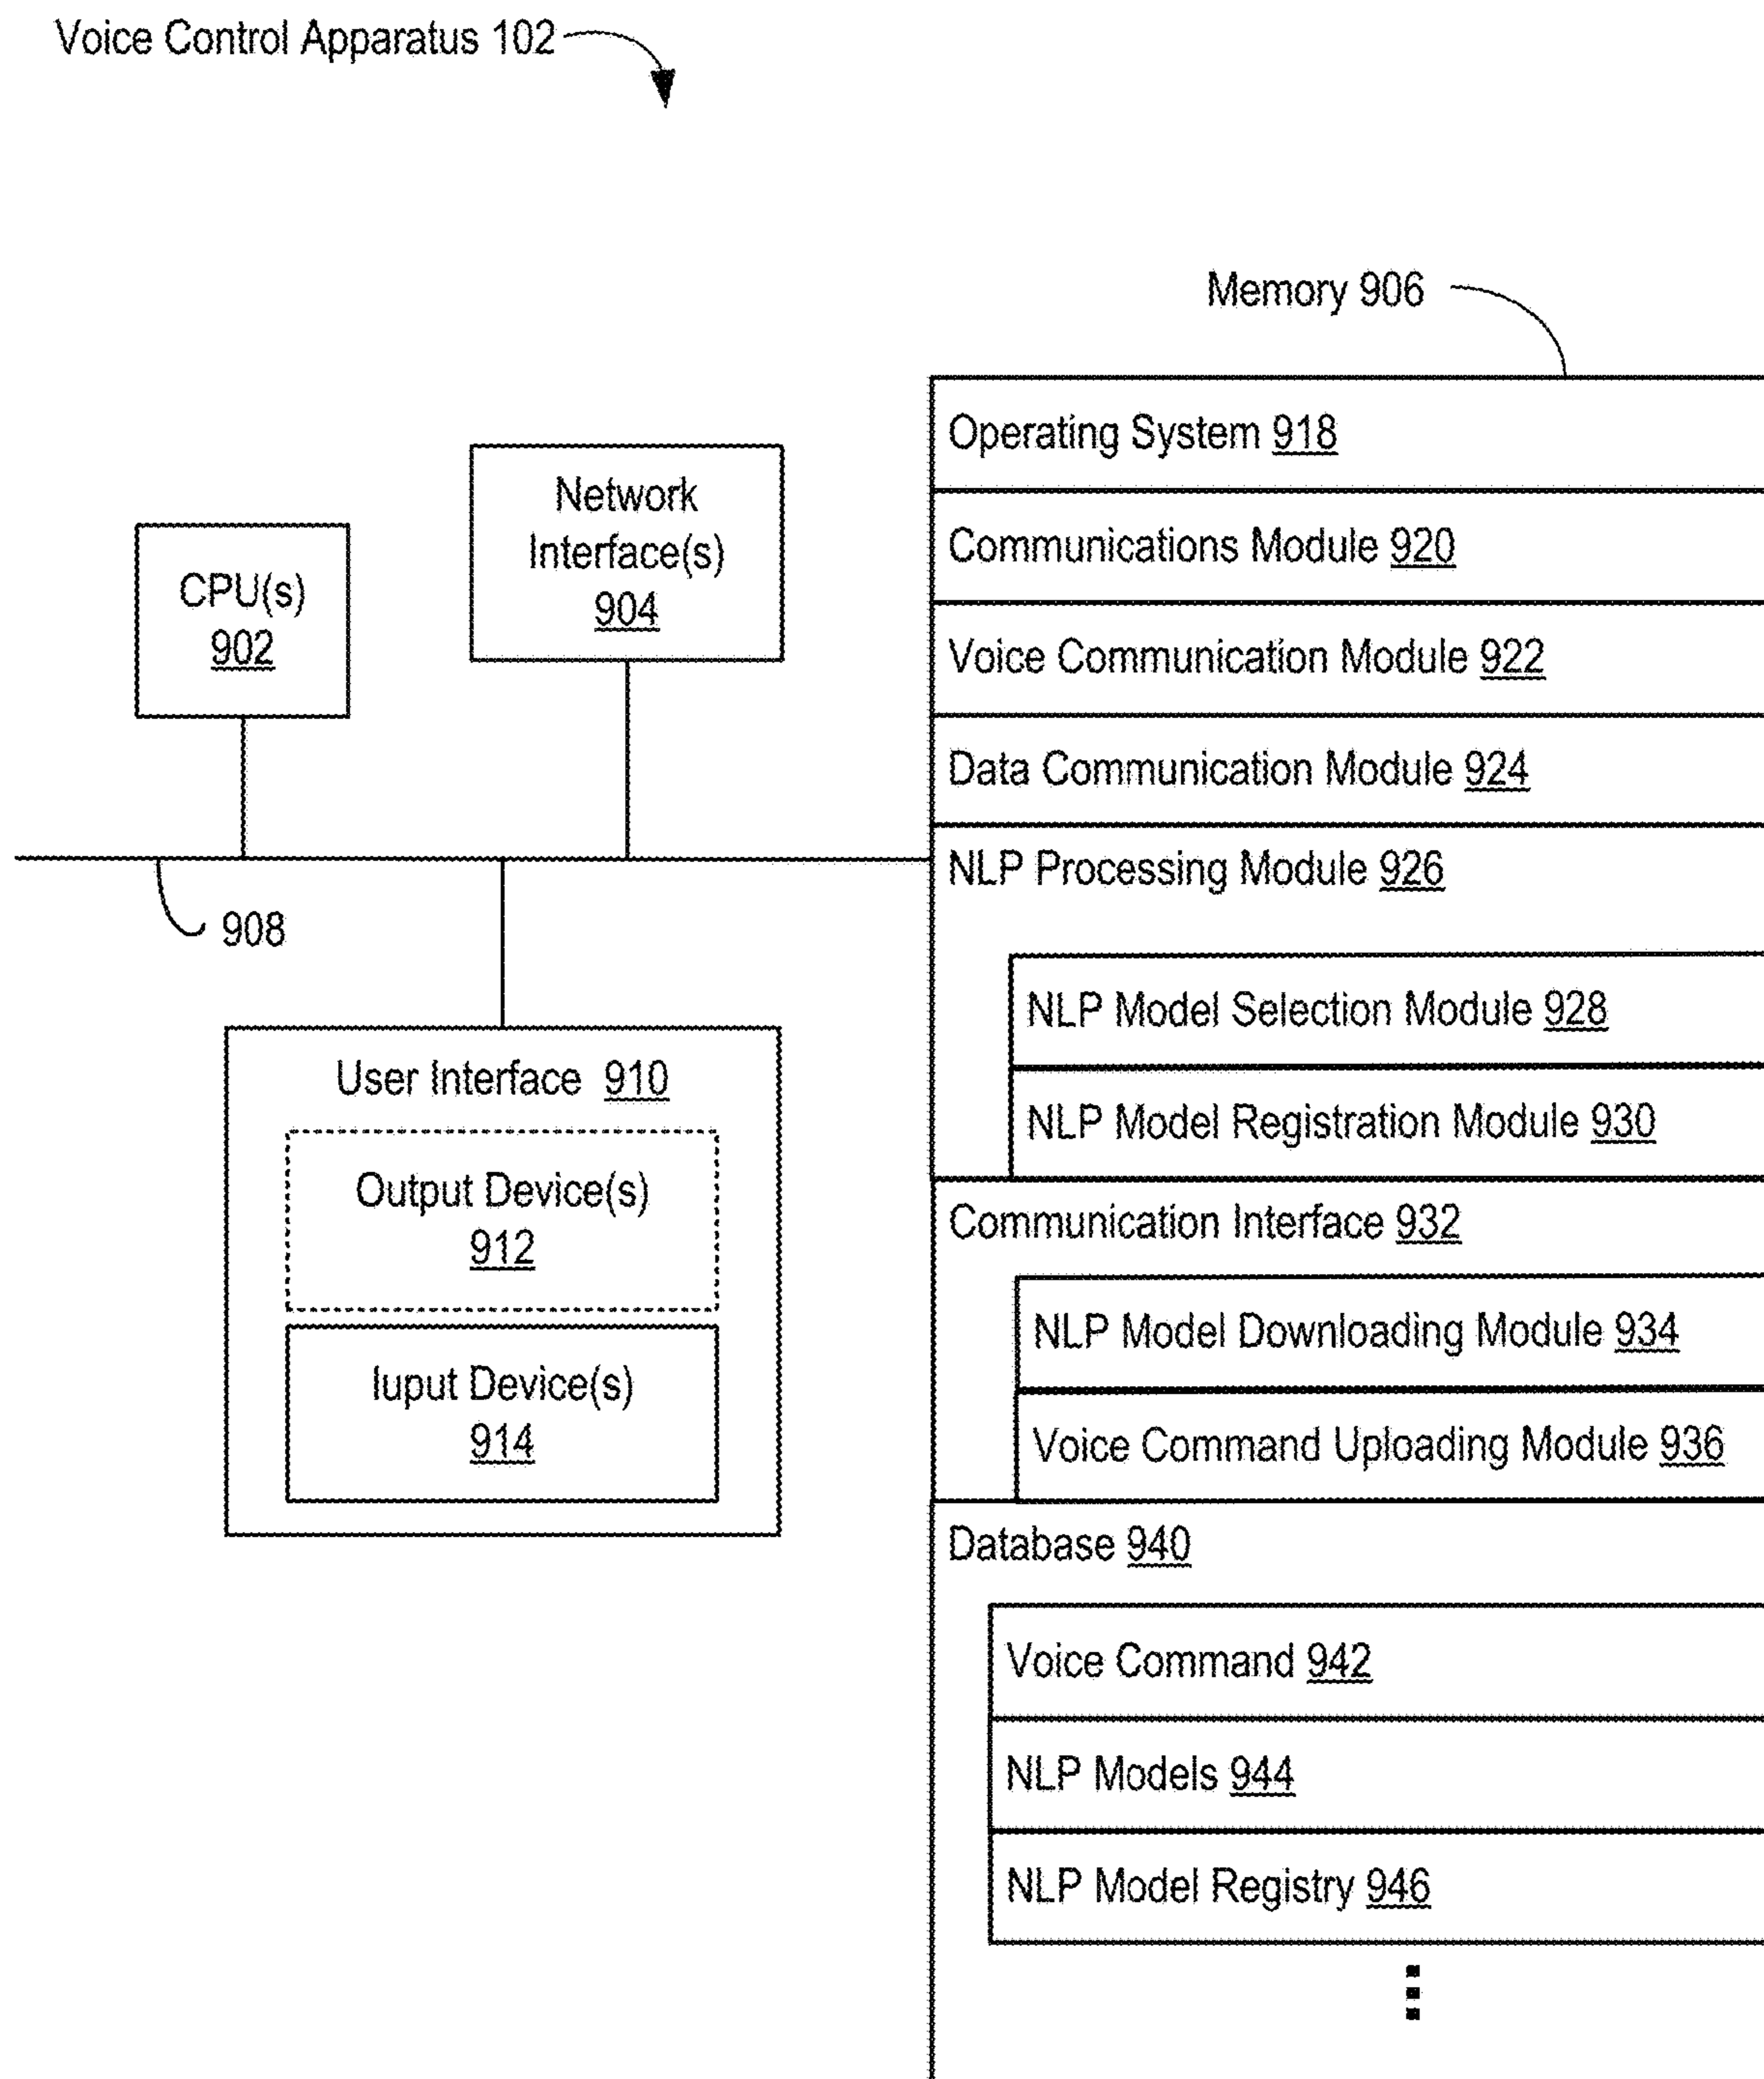 Voice Control Apparatus 102
Memory 906
Operating System 918
Communications Module 920
Voice Communication Module 922
Data Communication Module 924
NLP Processing Module 926
NLP Model Selection Module 928
NLP Model Registration Module 930
Communication Interface 932
NLP Model Downloading Module 934
Voice Command Uploading Module 936
Database 940
Voice Command 942
NLP Models 944
NLP Model Registry 946
CPU(s)
902
Network
Interface(s)
904
908
User Interface 910
Output Device(s)
912
Iuput Device(s)
914